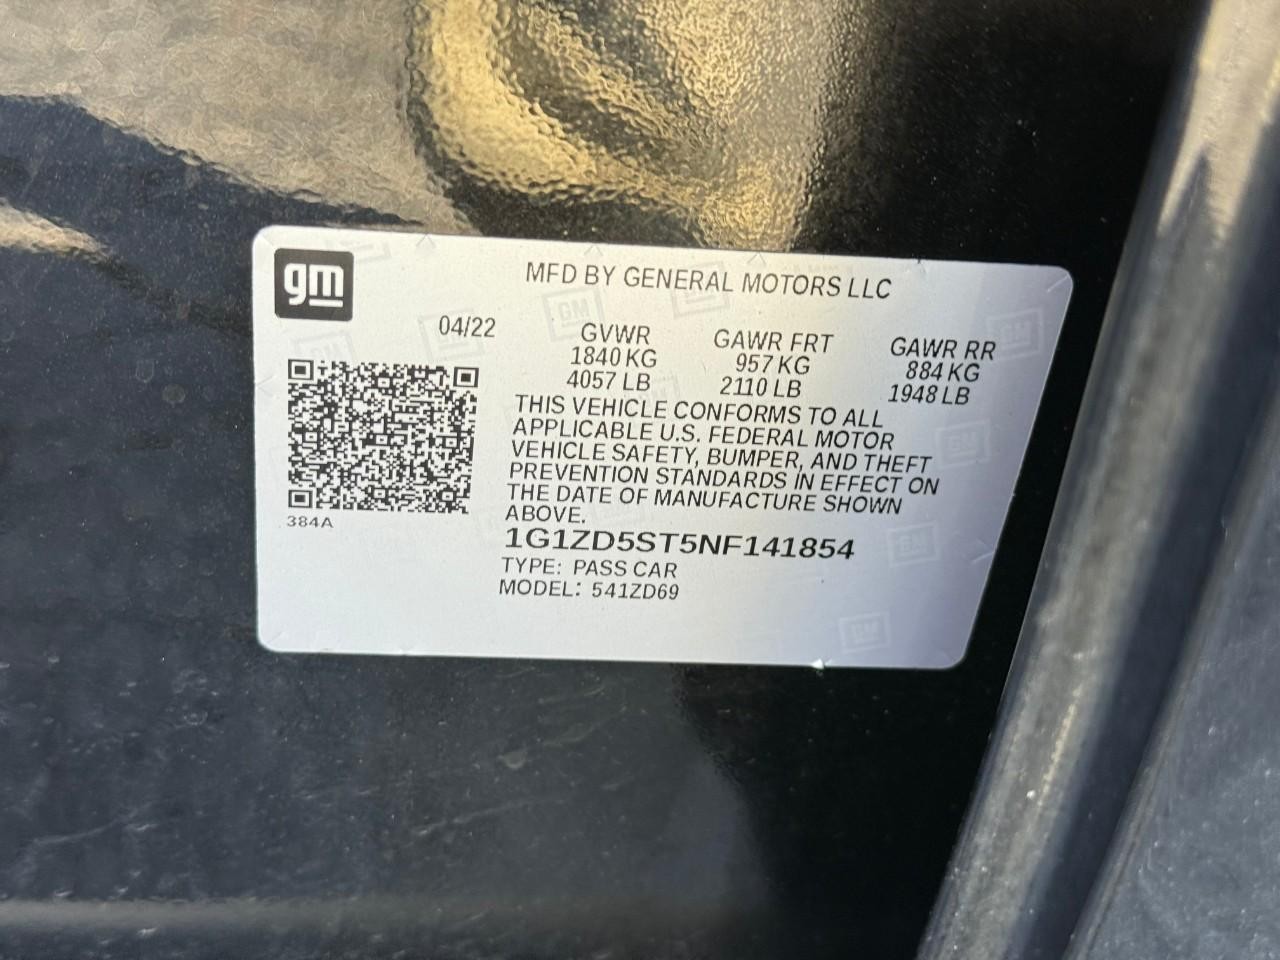 gm
MFD BY GENERAL MOTORS LLC
04/22
GVWR GAWR FRT GAWR RR
1840 KG 957 KG 884 KG
4057 LB 2110 LB 1948 LB
THIS VEHICLE CONFORMS TO ALL
APPLICABLE U.S. FEDERAL MOTOR
VEHICLE SAFETY, BUMPER, AND THEFT
PREVENTION STANDARDS IN EFFECT ON
THE DATE OF MANUFACTURE SHOWN
ABOVE.
384A
1G1ZD5ST5NF141854
TYPE: PASS CAR
MODEL: 541ZD69